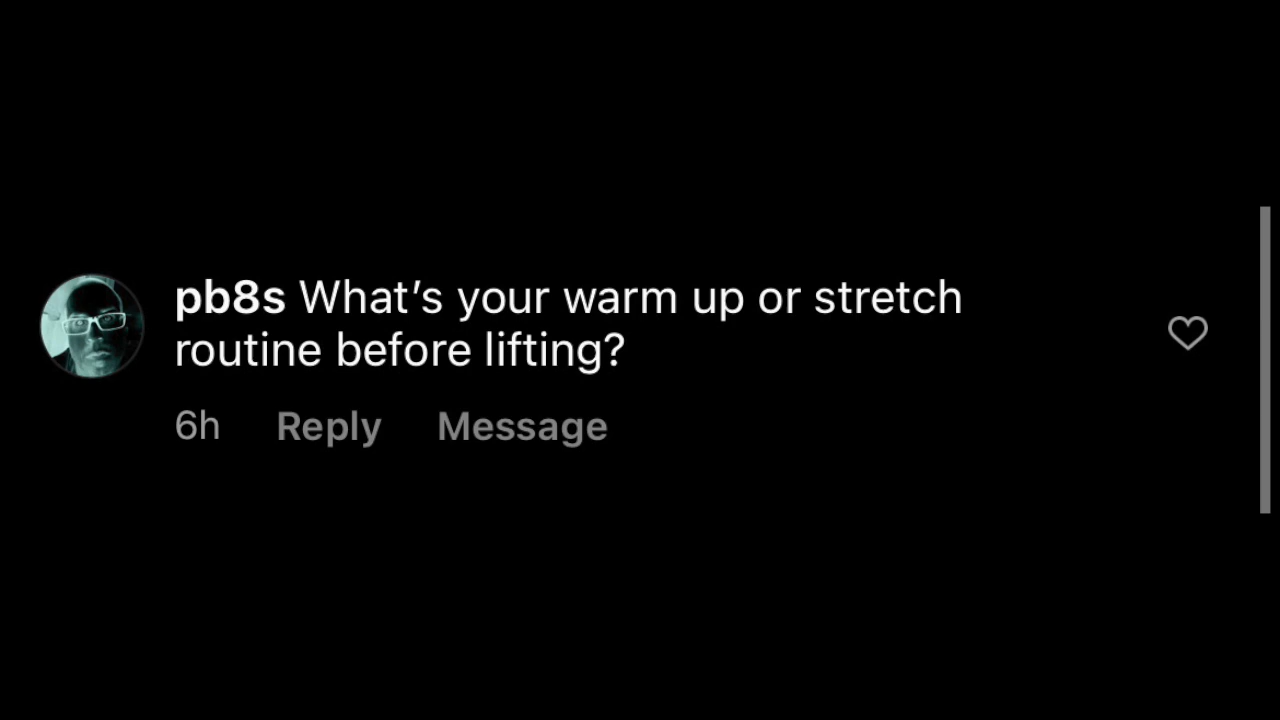 pb8s What’s your warm up or stretch
routine before lifting?
6h Reply Message